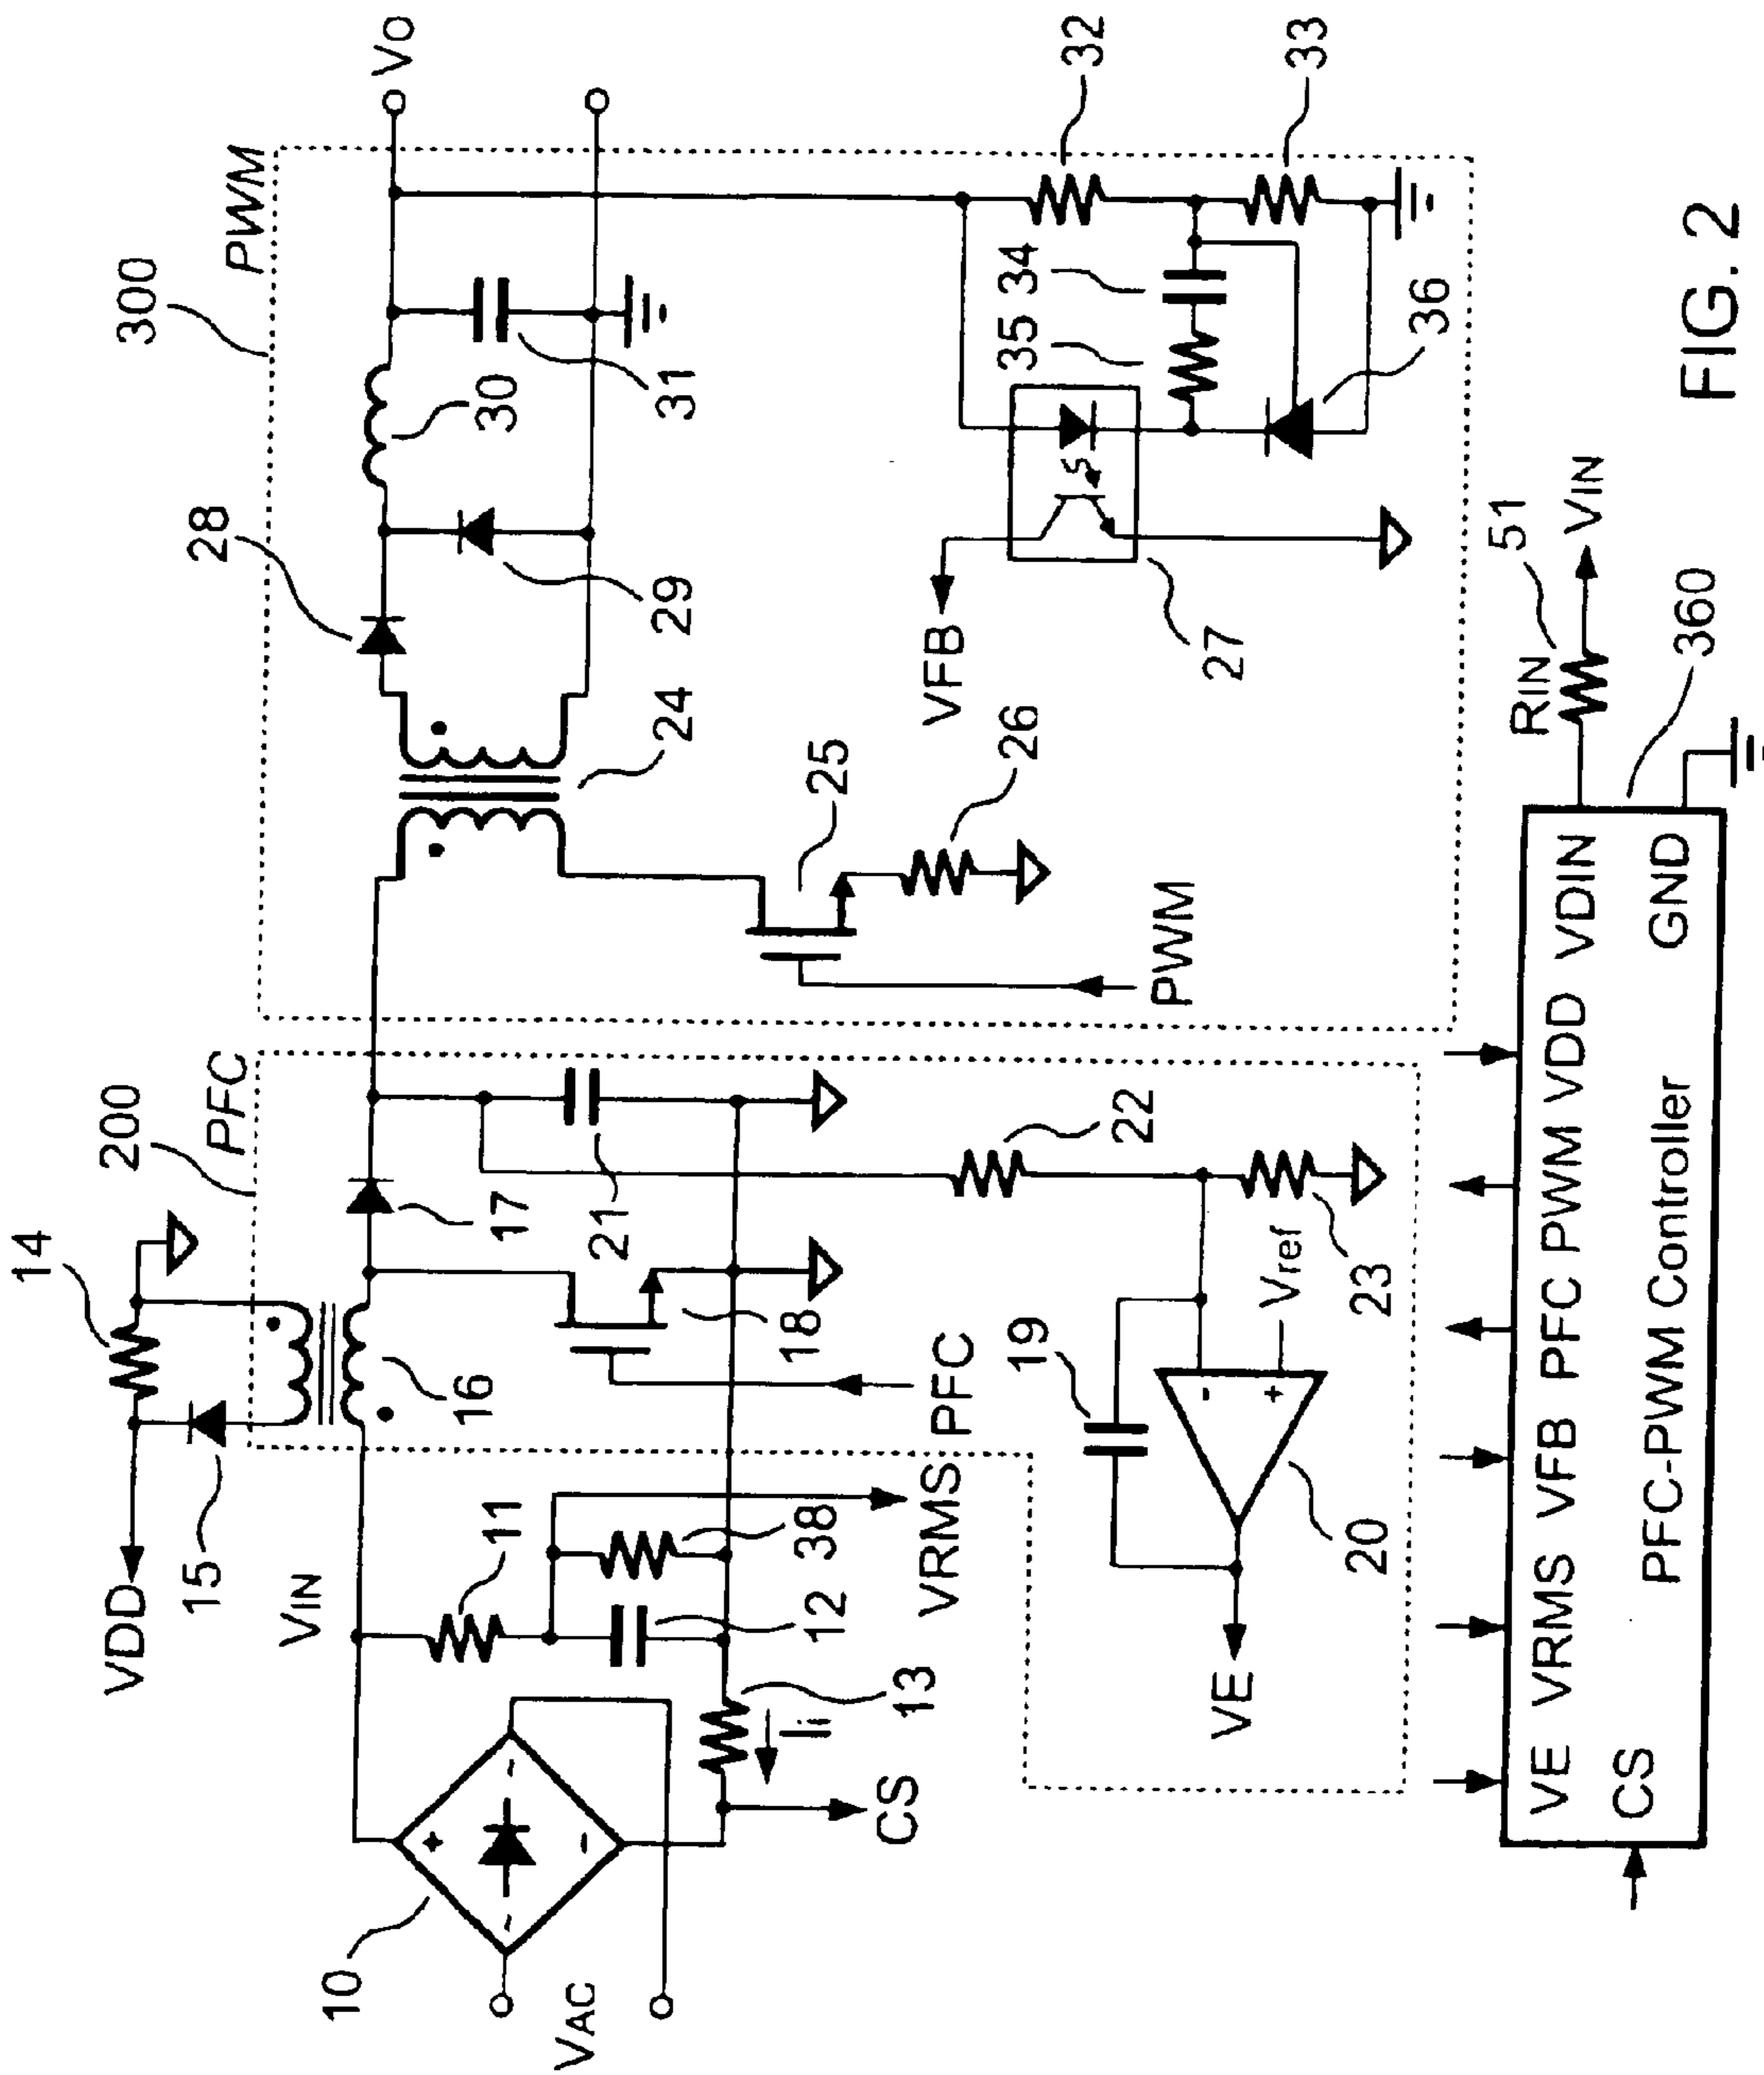 300
PWM
200
PFC
14
28
VO
VDD
15
VIN
16
17
24
29
30
31
11
12
38
21
18
25
10
VAC
13
Ii
CS
VRMS
PFC
26
PWM
VFB
27
35
34
32
33
36
22
19
-
+
Vref
23
20
VE
VE VRMS VFB PFC PWM VDD VDIN
CS
PFC-PWM Controller
GND
RIN
51
VIN
360
FIG. 2